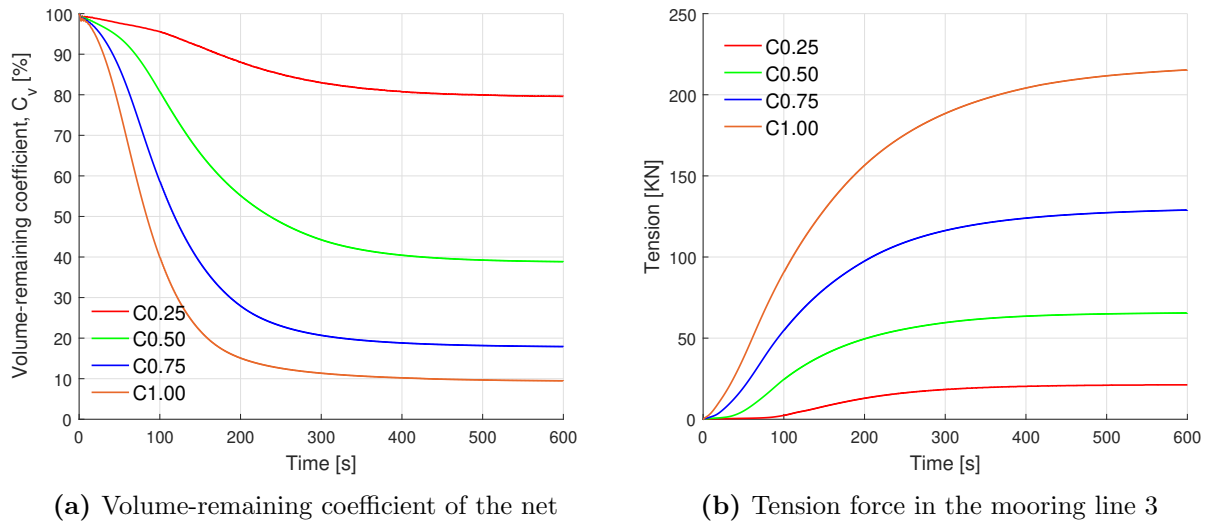 Volume-remaining coefficient, C_v [%]
100
90
80
70
60
50
40
30
20
10
0
C0.25
C0.50
C0.75
C1.00
0 100 200 300 400 500 600
Time [s]
(a) Volume-remaining coefficient of the net
Tension [KN]
250
200
150
100
50
0
C0.25
C0.50
C0.75
C1.00
0 100 200 300 400 500 600
Time [s]
(b) Tension force in the mooring line 3